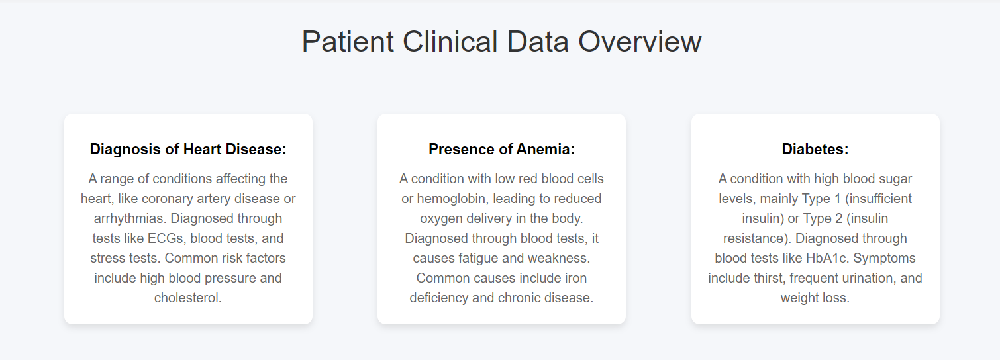 Patient Clinical Data Overview
Diagnosis of Heart Disease:
A range of conditions affecting the
heart, like coronary artery disease or
arrhythmias. Diagnosed through
tests like ECGs, blood tests, and
stress tests. Common risk factors
include high blood pressure and
cholesterol.
Presence of Anemia:
A condition with low red blood cells
or hemoglobin, leading to reduced
oxygen delivery in the body.
Diagnosed through blood tests, it
causes fatigue and weakness.
Common causes include iron
deficiency and chronic disease.
Diabetes:
A condition with high blood sugar
levels, mainly Type 1 (insufficient
insulin) or Type 2 (insulin
resistance). Diagnosed through
blood tests like HbA1c. Symptoms
include thirst, frequent urination, and
weight loss.